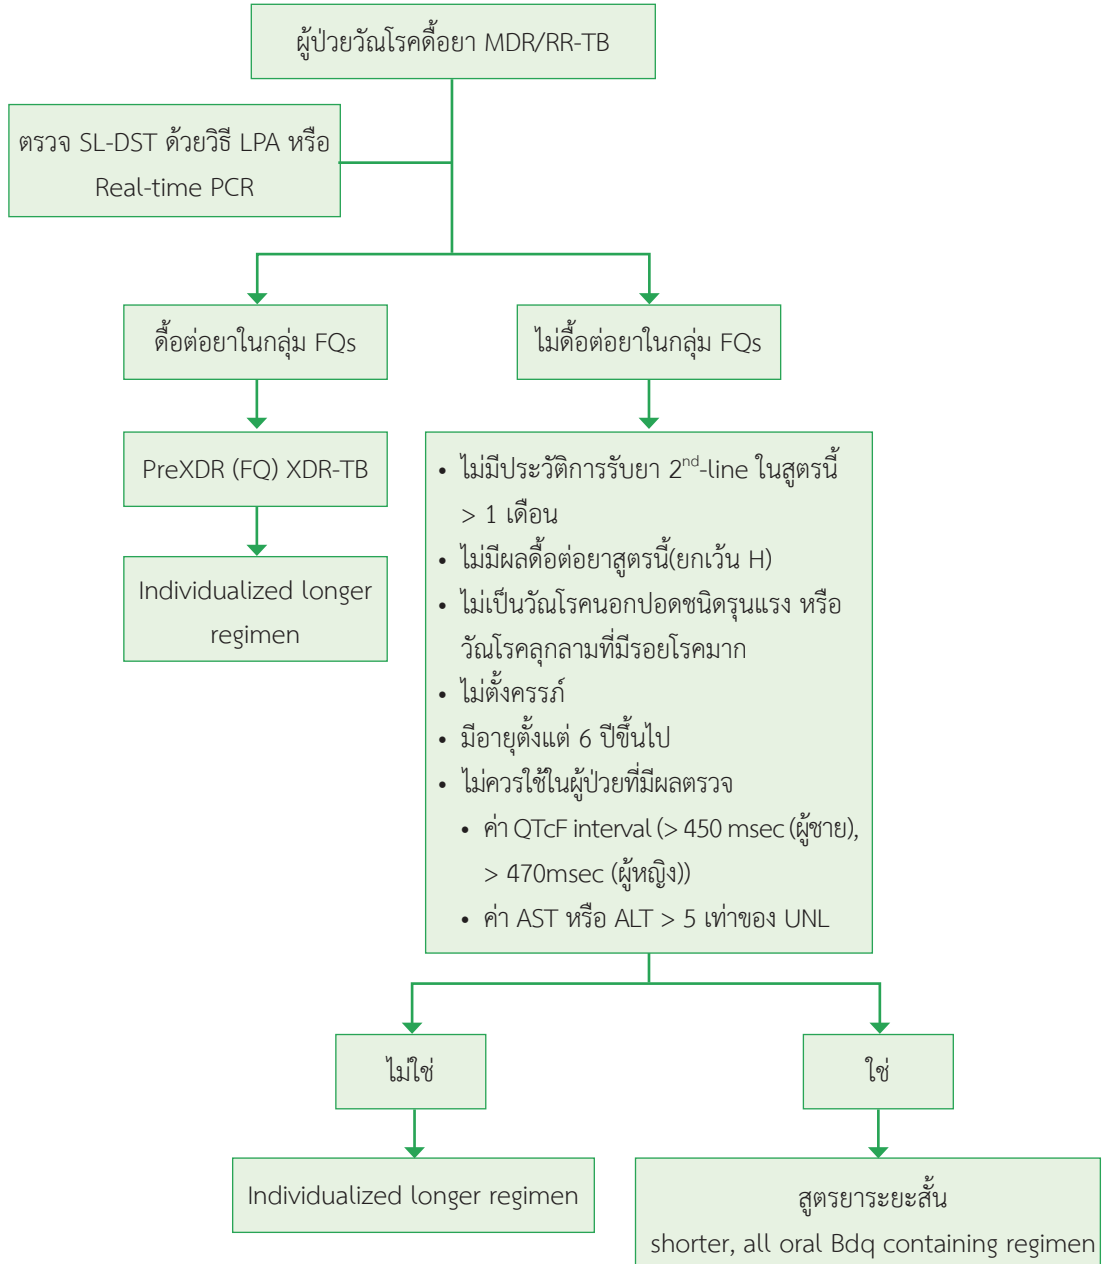 ผู้ป่วยวัณโรคดื้อยา MDR/RR-TB
ตรวจ SL-DST ด้วยวิธี LPA หรือ
Real-time PCR
ดื้อต่อยาในกลุ่ม FQs
ไม่ดื้อต่อยาในกลุ่ม FQs
PreXDR (FQ) XDR-TB
Individualized longer
regimen
• ไม่มีประวัติการรับยา 2nd-line ในสูตรนี้
> 1 เดือน
• ไม่มีผลดื้อต่อยาสูตรนี้(ยกเว้น H)
• ไม่เป็นวัณโรคนอกปอดชนิดรุนแรง หรือ
วัณโรคลุกลามที่มีรอยโรคมาก
• ไม่ตั้งครรภ์
• มีอายุตั้งแต่ 6 ปีขึ้นไป
• ไม่ควรใช้ในผู้ป่วยที่มีผลตรวจ
• ค่า QTcF interval (> 450 msec (ผู้ชาย),
> 470msec (ผู้หญิง))
• ค่า AST หรือ ALT > 5 เท่าของ UNL
ไม่ใช่
ใช่
Individualized longer regimen
สูตรยาระยะสั้น
shorter, all oral Bdq containing regimen